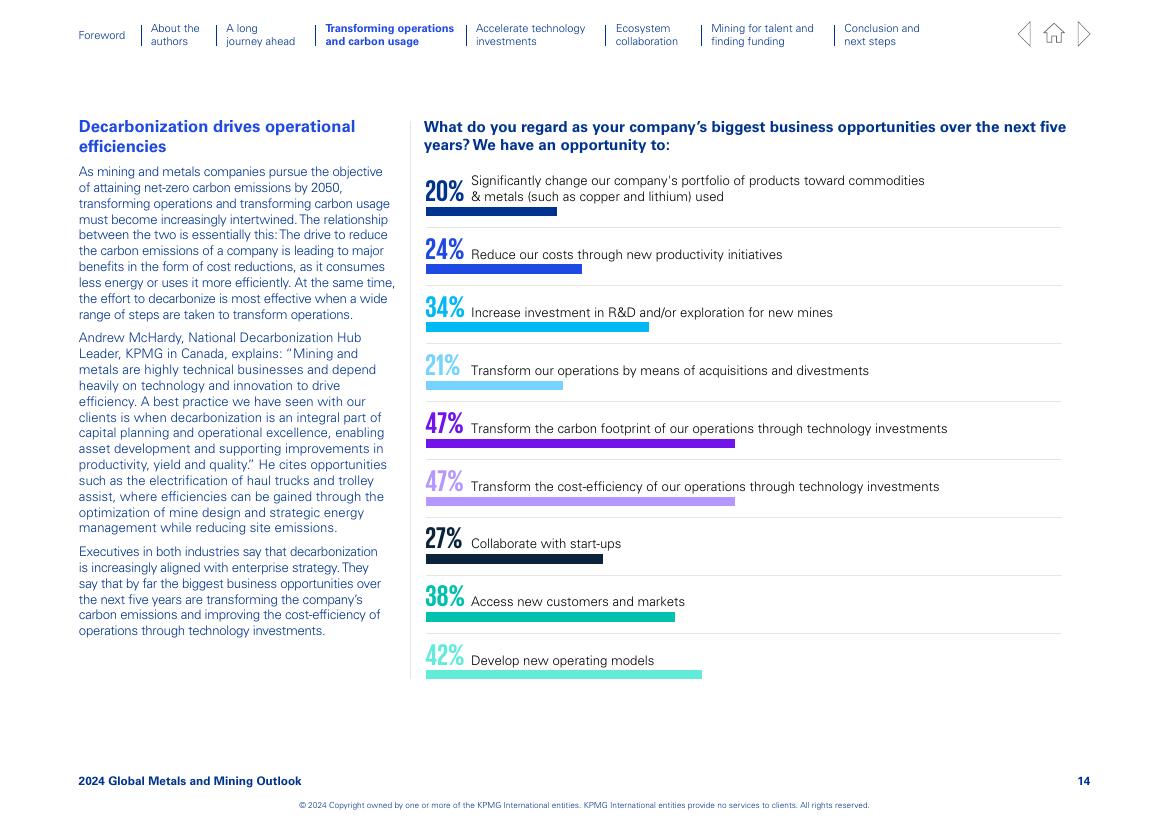 Foreword
About the
authors
A long
journey ahead
Transforming operations
and carbon usage
Accelerate technology
investments
Ecosystem
collaboration
Mining for talent and
finding funding
Conclusion and
next steps
Decarbonization drives operational
efficiencies
As mining and metals companies pursue the objective
of attaining net-zero carbon emissions by 2050,
transforming operations and transforming carbon usage
must become increasingly intertwined. The relationship
between the two is essentially this: The drive to reduce
the carbon emissions of a company is leading to major
benefits in the form of cost reductions, as it consumes
less energy or uses it more efficiently. At the same time,
the effort to decarbonize is most effective when a wide
range of steps are taken to transform operations.
Andrew McHardy, National Decarbonization Hub
Leader, KPMG in Canada, explains: “Mining and
metals are highly technical businesses and depend
heavily on technology and innovation to drive
efficiency. A best practice we have seen with our
clients is when decarbonization is an integral part of
capital planning and operational excellence, enabling
asset development and supporting improvements in
productivity, yield and quality.” He cites opportunities
such as the electrification of haul trucks and trolley
assist, where efficiencies can be gained through the
optimization of mine design and strategic energy
management while reducing site emissions.
Executives in both industries say that decarbonization
is increasingly aligned with enterprise strategy. They
say that by far the biggest business opportunities over
the next five years are transforming the company’s
carbon emissions and improving the cost-efficiency of
operations through technology investments.
What do you regard as your company’s biggest business opportunities over the next five
years? We have an opportunity to:
20% Significantly change our company's portfolio of products toward commodities
& metals (such as copper and lithium) used
24% Reduce our costs through new productivity initiatives
34% Increase investment in R&D and/or exploration for new mines
21% Transform our operations by means of acquisitions and divestments
47% Transform the carbon footprint of our operations through technology investments
47% Transform the cost-efficiency of our operations through technology investments
27% Collaborate with start-ups
38% Access new customers and markets
42% Develop new operating models
2024 Global Metals and Mining Outlook
14
© 2024 Copyright owned by one or more of the KPMG International entities. KPMG International entities provide no services to clients. All rights reserved.